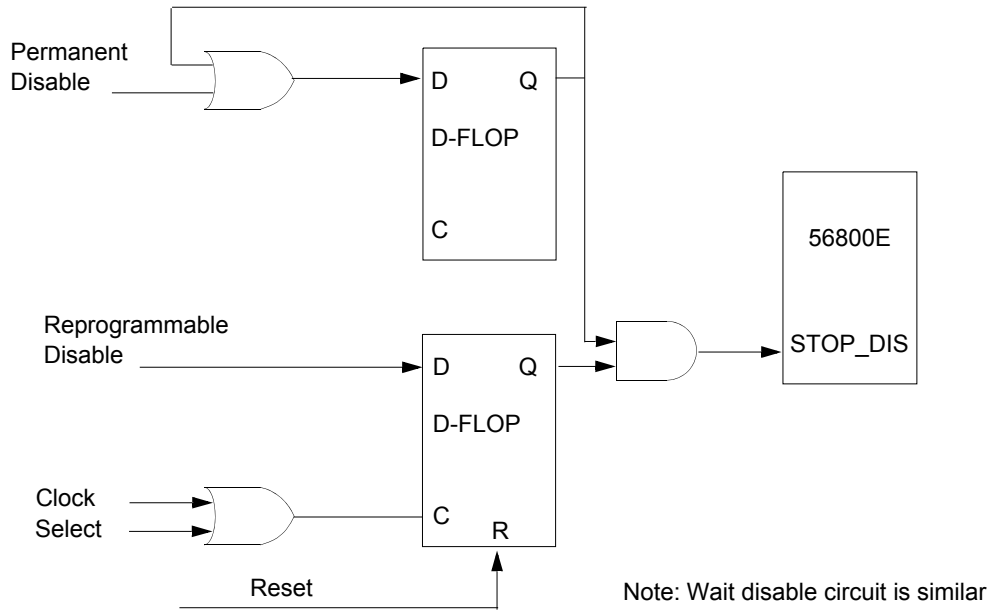 Permanent
Disable
D Q
D-FLOP
C
56800E
STOP_DIS
Reprogrammable
Disable
D Q
D-FLOP
Clock
Select
C
R
Reset
Note: Wait disable circuit is similar